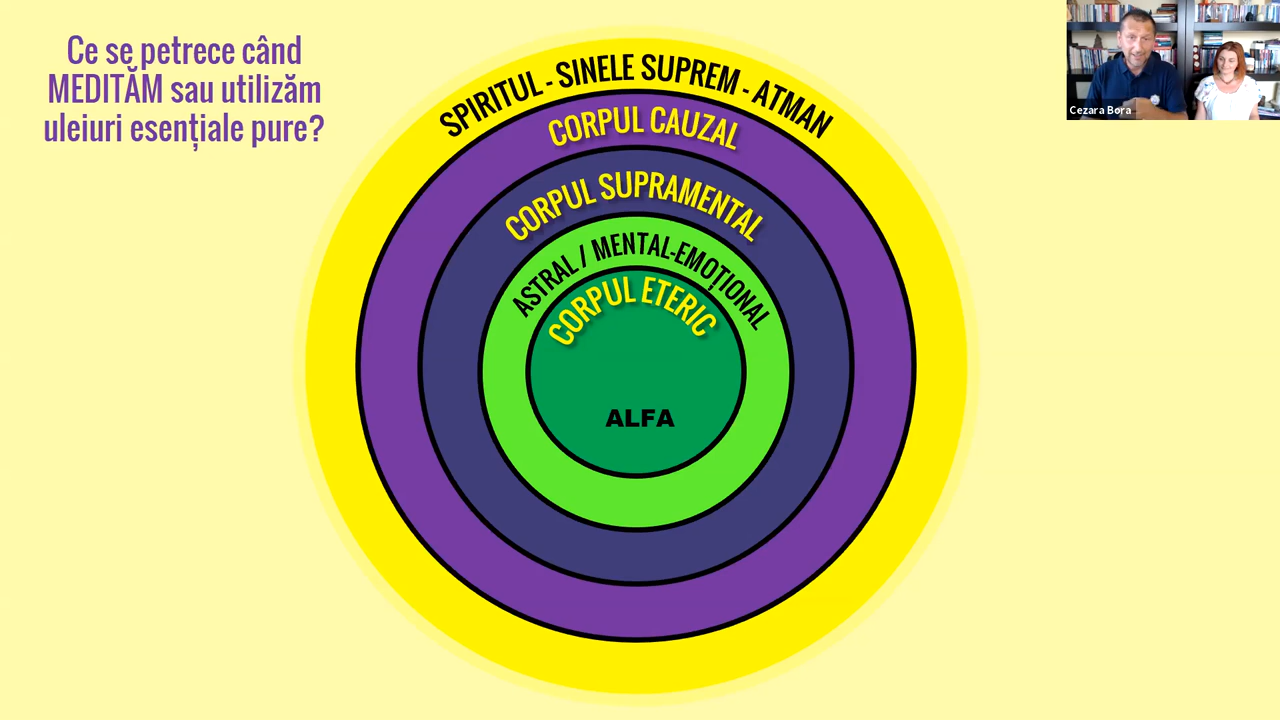 Ce se petrece când
MEDITĂM sau utilizăm
uleiuri esențiale pure?
SPIRITUL - SINELE SUPREM - ATMAN
CORPUL CAUZAL
CORPUL SUPRAMENTAL
ASTRAL / MENTAL-EMOȚIONAL
CORPUL ETERIC
ALFA
Cezara Bora